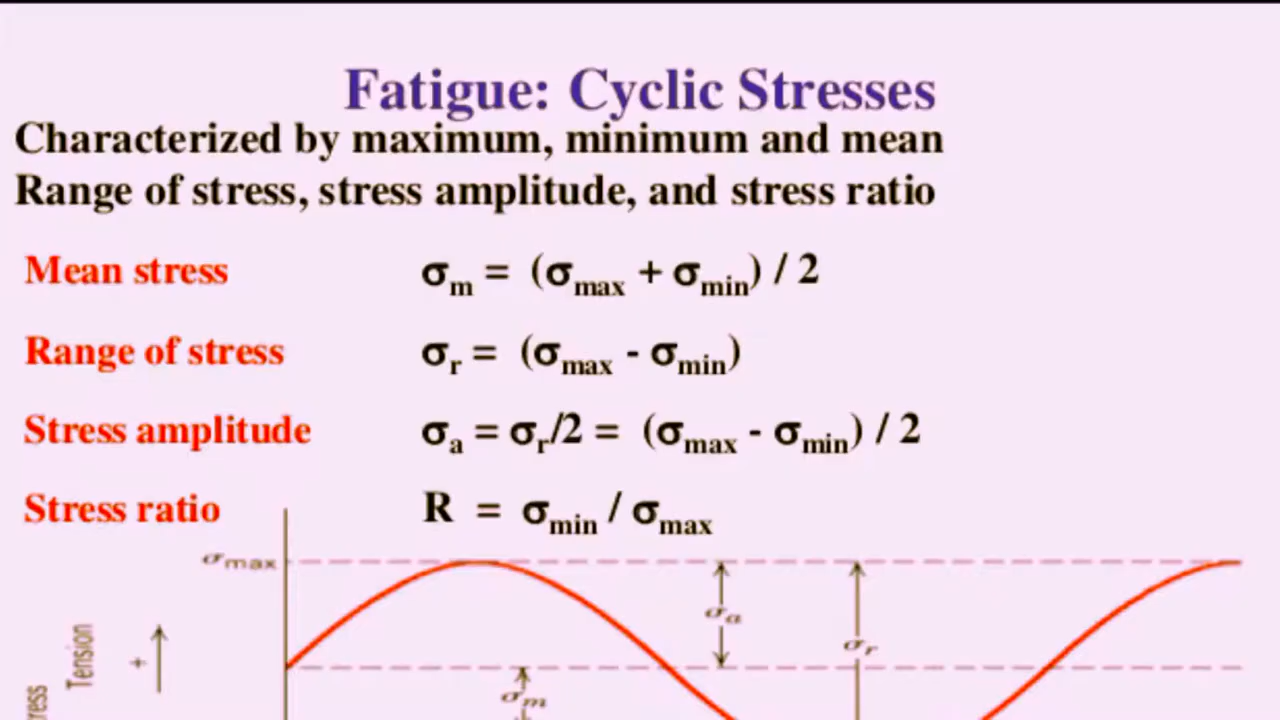 Fatigue: Cyclic Stresses
Characterized by maximum, minimum and mean
Range of stress, stress amplitude, and stress ratio
Mean stress σm = (σmax + σmin) / 2
Range of stress σr = (σmax - σmin)
Stress amplitude σa = σr/2 = (σmax - σmin) / 2
Stress ratio R = σmin / σmax
σmax
σa
σr
Tension
+
σm